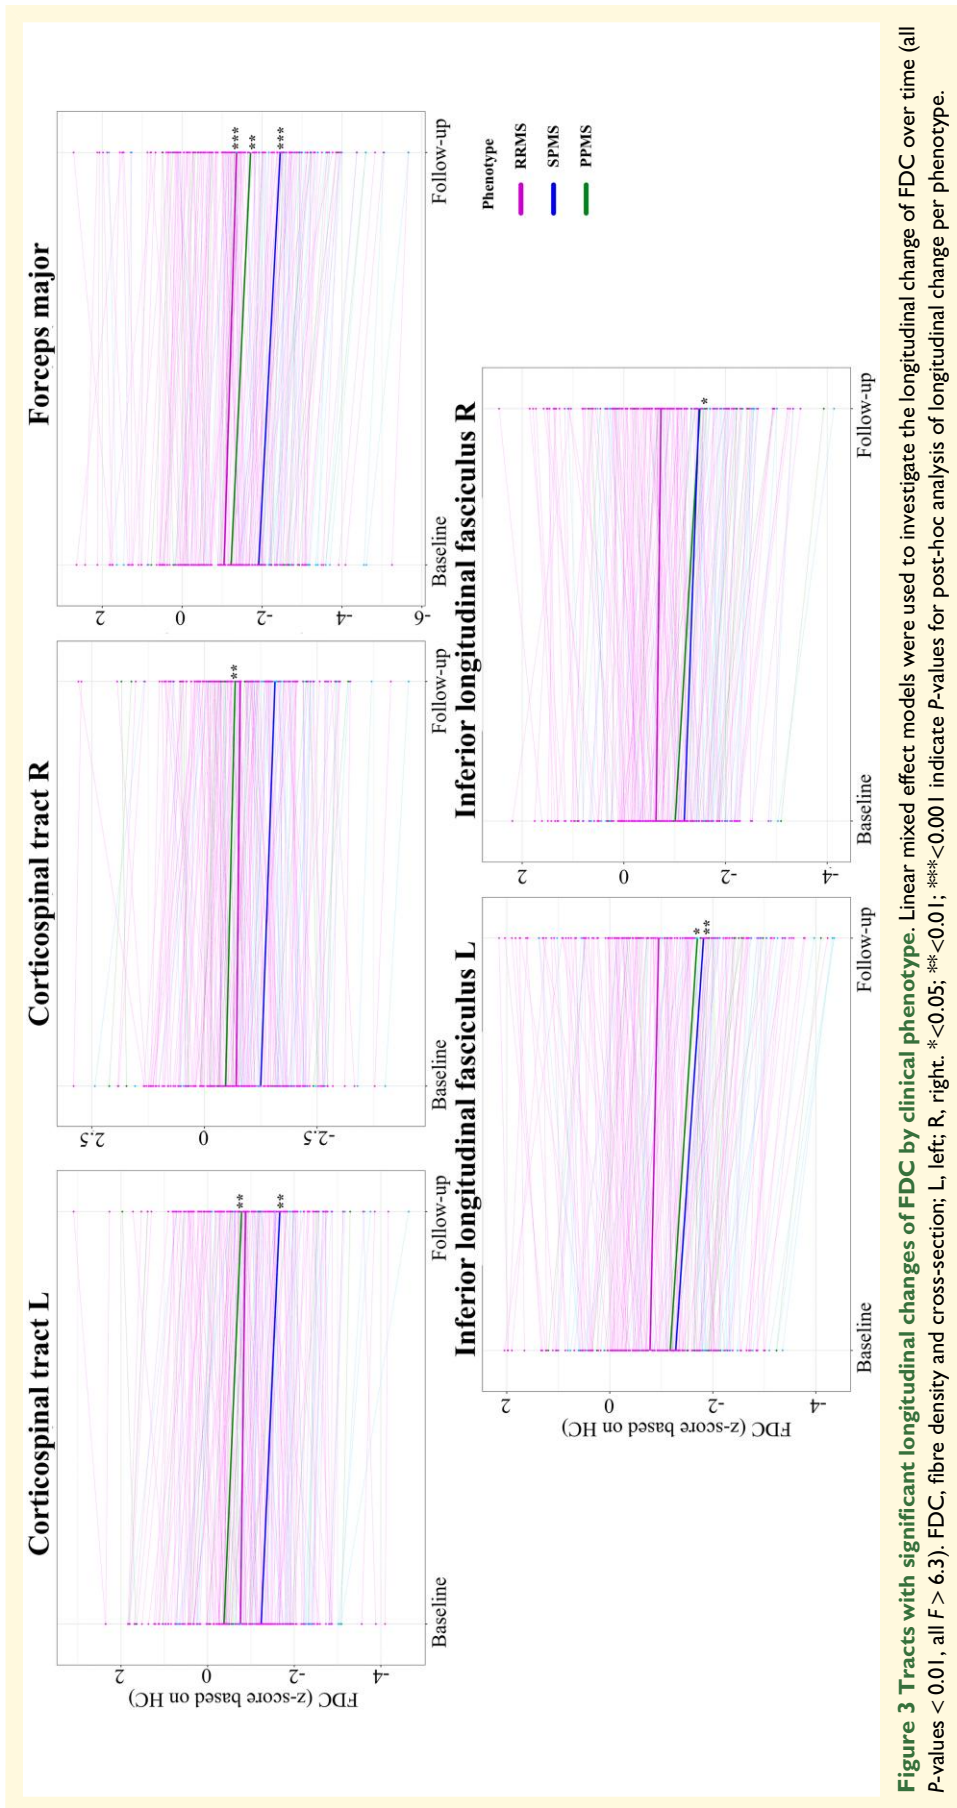 Corticospinal tract L
Corticospinal tract R
Forceps major
FDC (z-score based on HC)
2
0
-2
-4
Baseline
Follow-up
**
**
2.5
0
-2.5
Baseline
Follow-up
**
2
0
-2
-4
-6
Baseline
Follow-up
***
**
***
Inferior longitudinal fasciculus L
Inferior longitudinal fasciculus R
FDC (z-score based on HC)
2
0
-2
-4
Baseline
Follow-up
*
**
2
0
-2
-4
Baseline
Follow-up
*
Phenotype
RRMS
SPMS
PPMS
Figure 3 Tracts with significant longitudinal changes of FDC by clinical phenotype. Linear mixed effect models were used to investigate the longitudinal change of FDC over time (all
P-values < 0.01, all F > 6.3). FDC, fibre density and cross-section; L, left; R, right. *<0.05; **<0.01; ***<0.001 indicate P-values for post-hoc analysis of longitudinal change per phenotype.